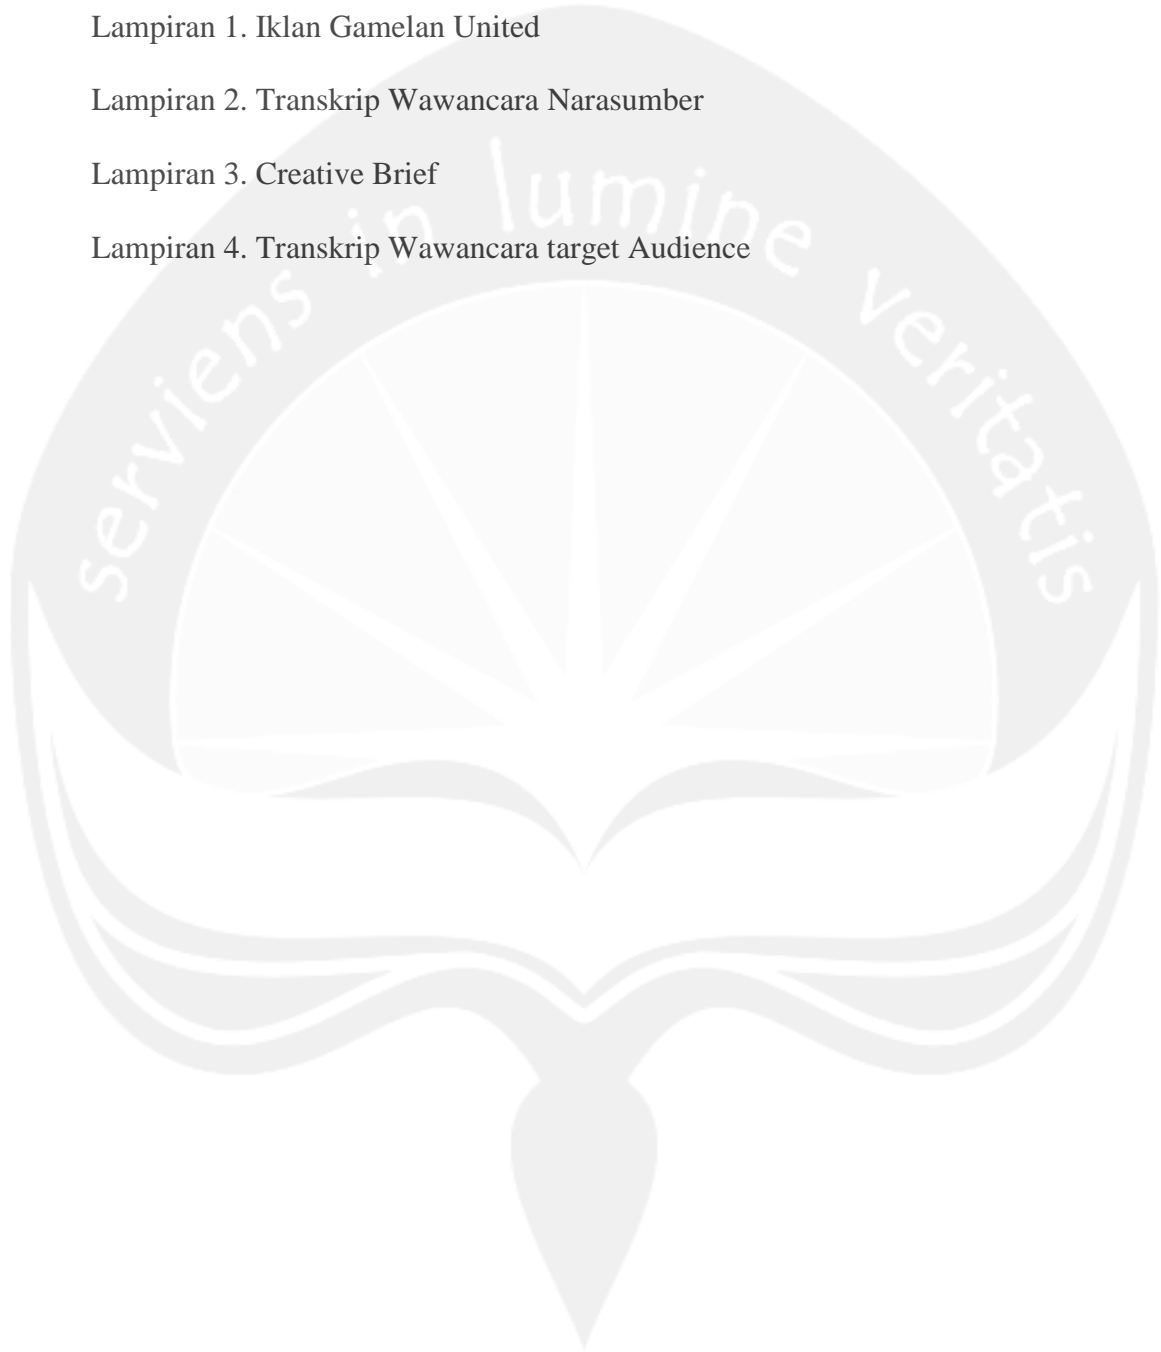 Lampiran 1. Iklan Gamelan United
Lampiran 2. Transkrip Wawancara Narasumber
Lampiran 3. Creative Brief
Lampiran 4. Transkrip Wawancara target Audience
serviens in lumine veritatis